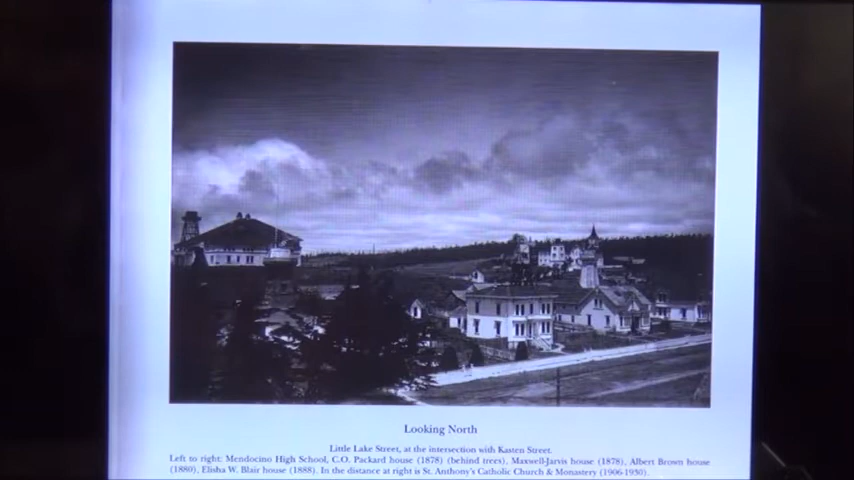 Looking North
Little Lake Street, at the intersection with Kasten Street.
Left to right: Mendocino High School, C.O. Packard house (1878) (behind trees), Maxwell-Jarvis house (1878), Albert Brown house
(1880), Elisha W. Blair house (1888). In the distance at right is St. Anthony's Catholic Church & Monastery (1906-1930).